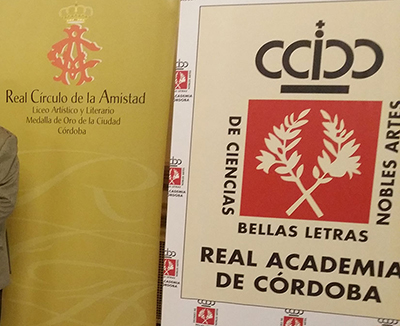 Real Círculo de la Amistad
Liceo Artístico y Literario
Medalla de Oro de la Ciudad
Córdoba
DE CIENCIAS
BELLAS LETRAS
NOBLES ARTES
REAL ACADEMIA
DE CÓRDOBA